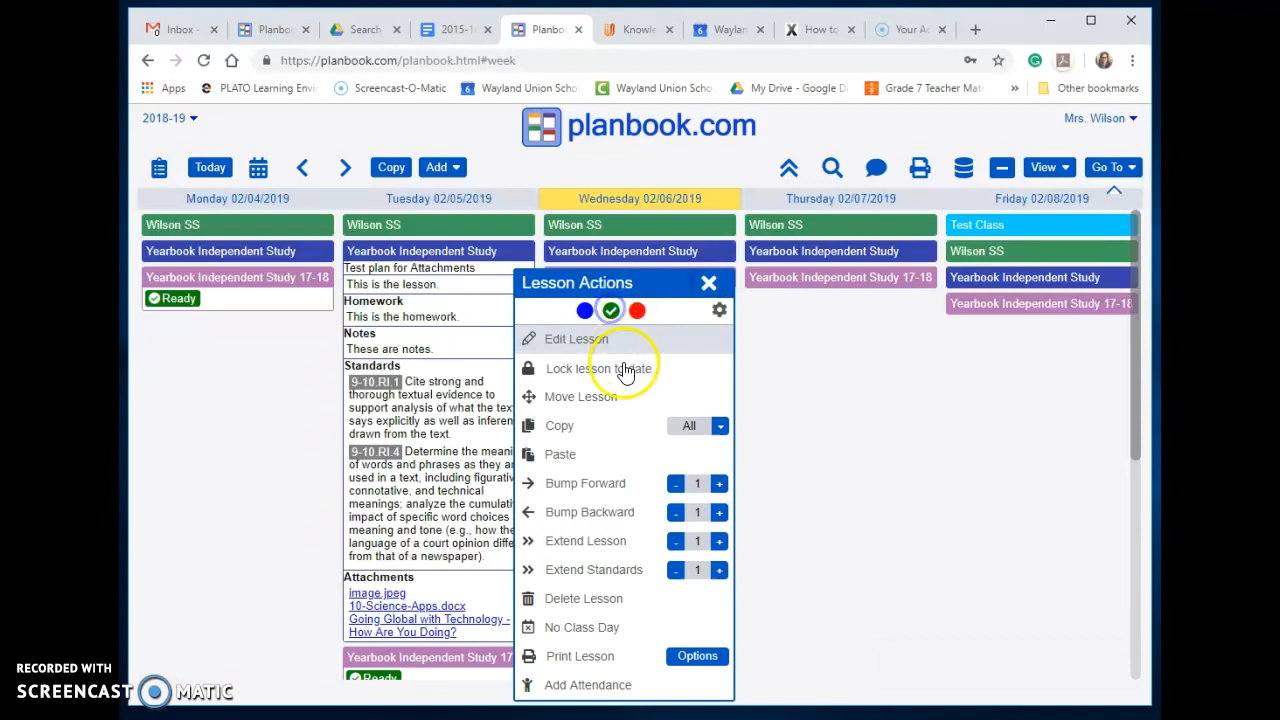 Inbox -
Planbo
Search
2015-1
Planbo
Knowle
Waylan
How to
Your Ac
https://planbook.com/planbook.html#week
Apps
PLATO Learning Envi
Screencast-O-Matic
Wayland Union Scho
Wayland Union Scho
My Drive - Google D
Grade 7 Teacher Mat
»
Other bookmarks
2018-19
planbook.com
Mrs. Wilson
Today
Copy
Add
View
Go To
Monday 02/04/2019
Tuesday 02/05/2019
Wednesday 02/06/2019
Thursday 02/07/2019
Friday 02/08/2019
Wilson SS
Yearbook Independent Study
Yearbook Independent Study 17-18
Ready
Wilson SS
Yearbook Independent Study
Test plan for Attachments
This is the lesson.
Homework
This is the homework.
Notes
These are notes.
Standards
9-10.RI.1 Cite strong and
thorough textual evidence to
support analysis of what the tex
says explicitly as well as inferen
drawn from the text.
9-10.RI.4 Determine the meani
of words and phrases as they ar
used in a text, including figurativ
connotative, and technical
meanings; analyze the cumulati
impact of specific word choices
meaning and tone (e.g., how the
language of a court opinion diffe
from that of a newspaper).
Attachments
image.jpeg
10-Science-Apps.docx
Going Global with Technology -
How Are You Doing?
Yearbook Independent Study 17
Ready
Wilson SS
Yearbook Independent Study
Lesson Actions
Edit Lesson
Lock lesson to date
Move Lesson
Copy All
Paste
Bump Forward - 1 +
Bump Backward - 1 +
Extend Lesson - 1 +
Extend Standards - 1 +
Delete Lesson
No Class Day
Print Lesson Options
Add Attendance
Wilson SS
Yearbook Independent Study
Yearbook Independent Study 17-18
Test Class
Wilson SS
Yearbook Independent Study
Yearbook Independent Study 17-18
RECORDED WITH
SCREENCAST MATIC